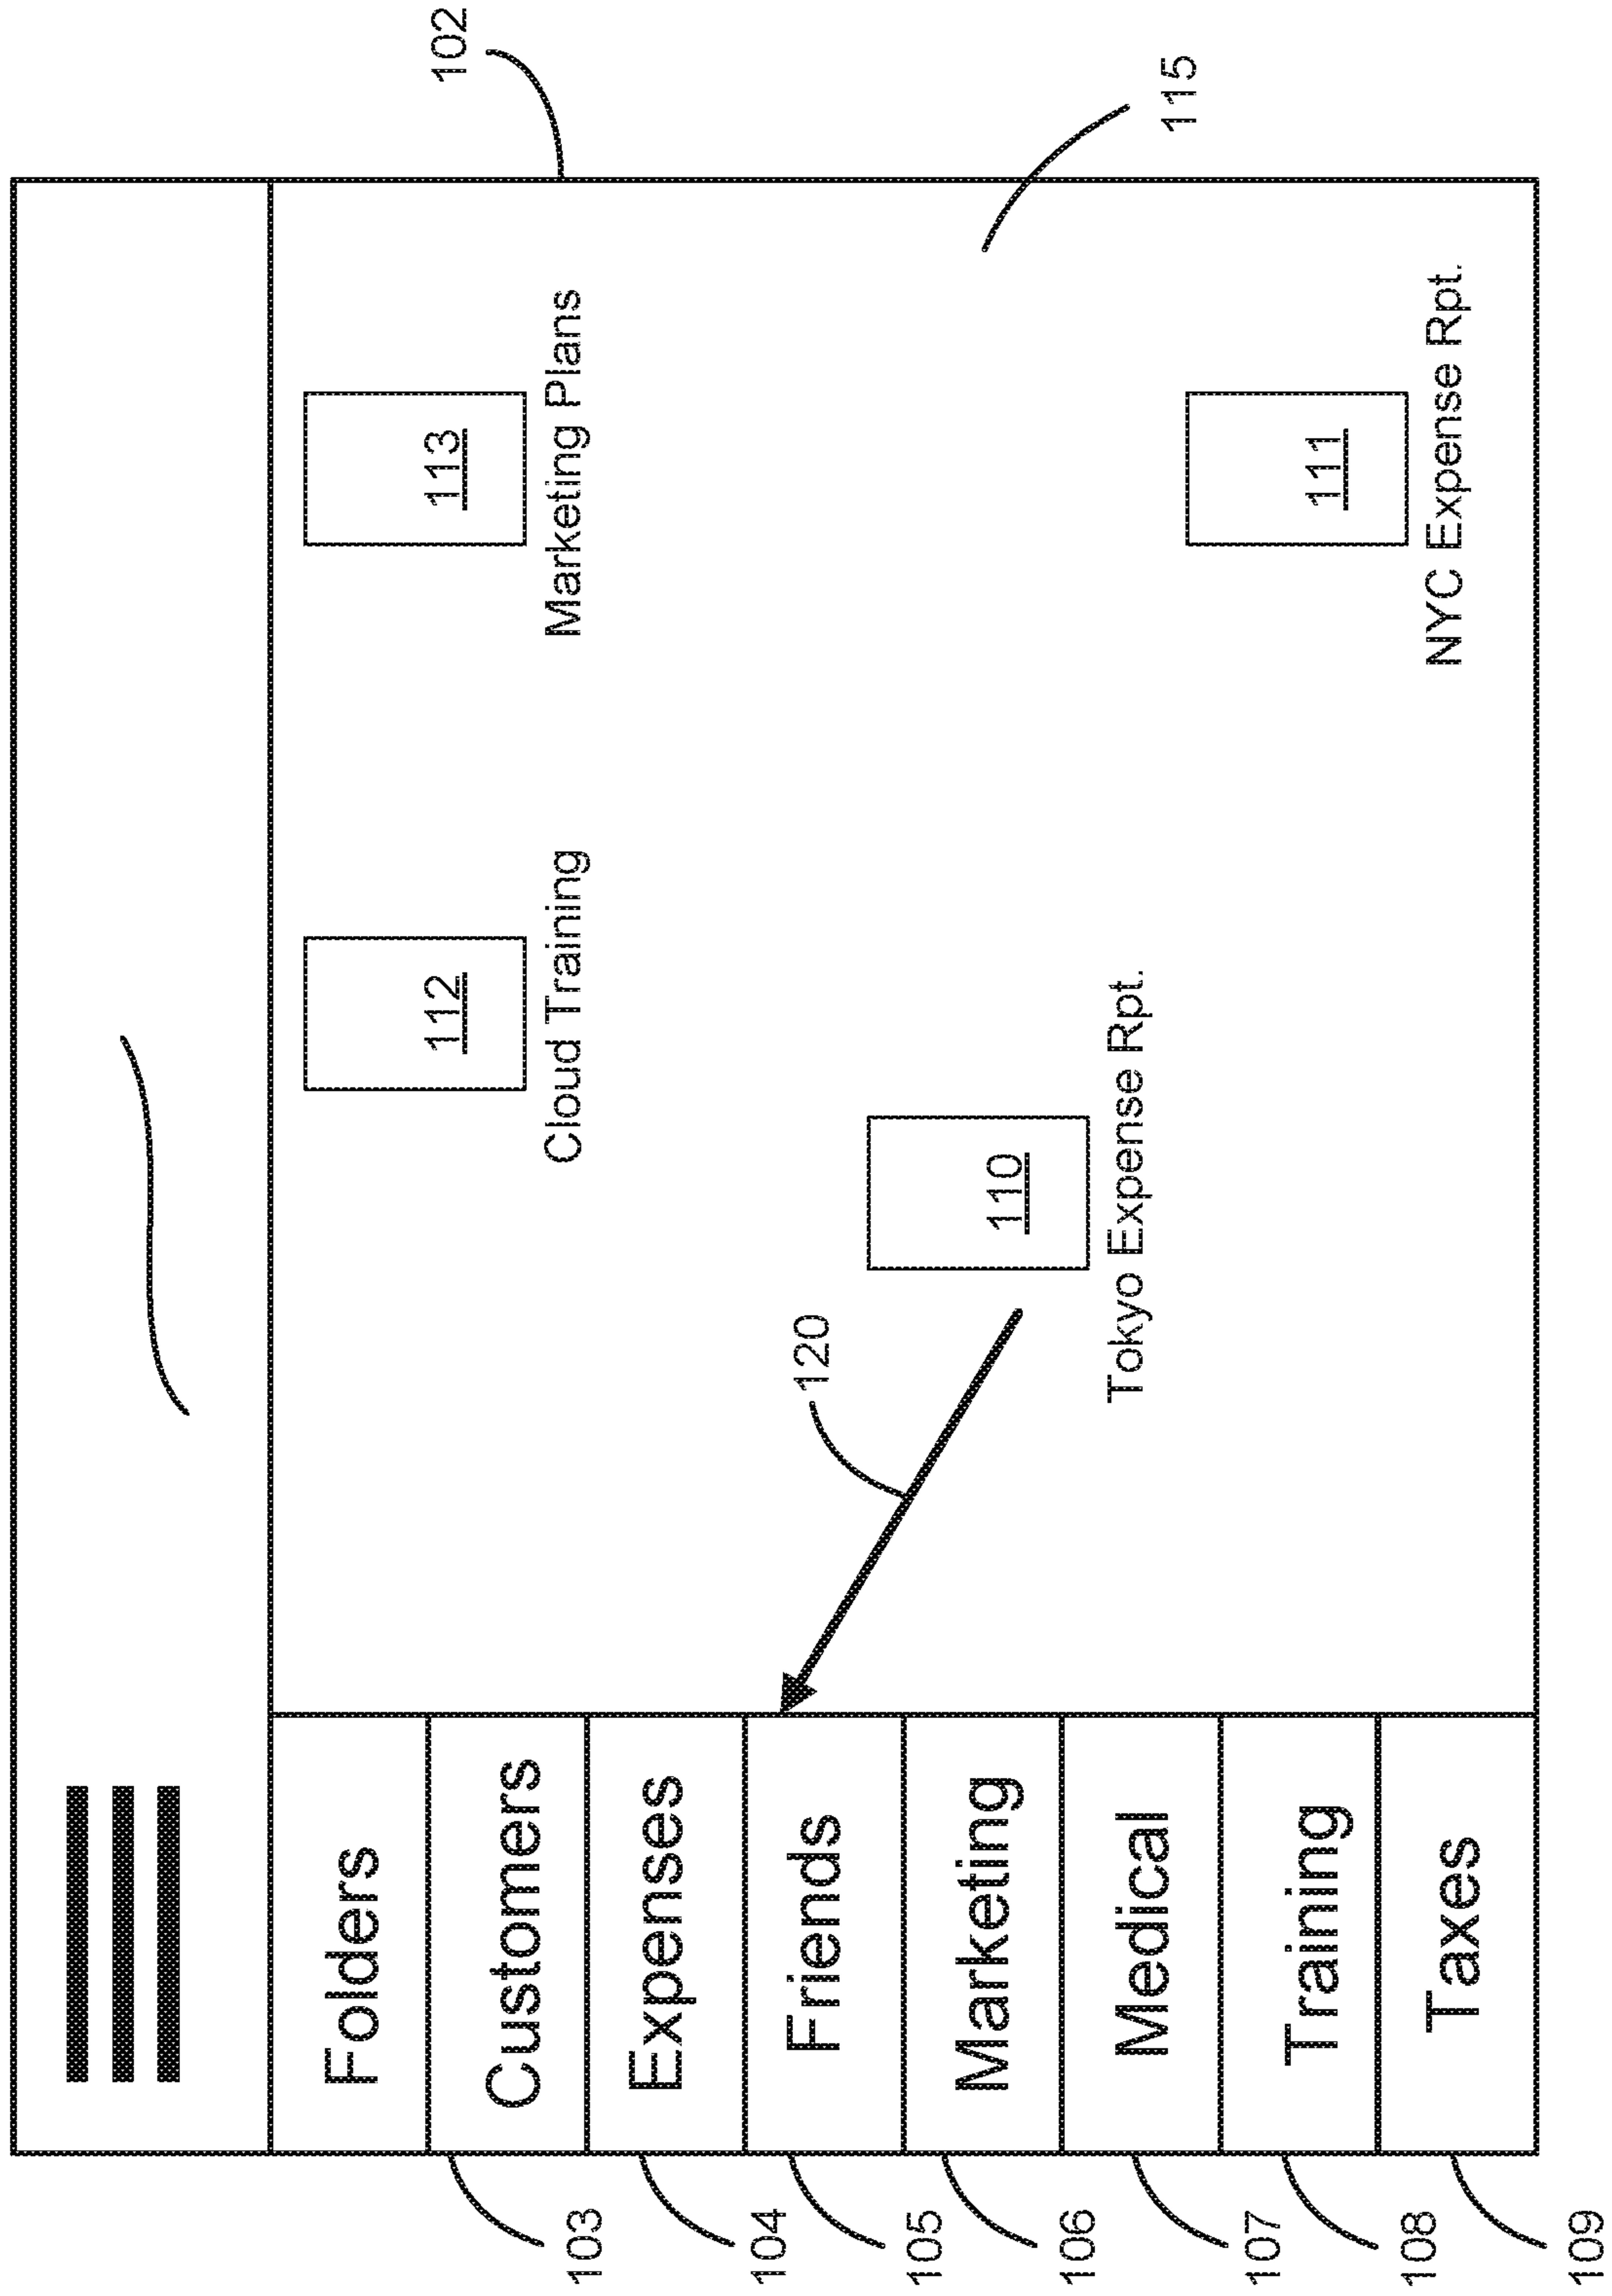 102
115
Folders
Customers
Expenses
Friends
Marketing
Medical
Training
Taxes
103
104
105
106
107
108
109
112
Cloud Training
113
Marketing Plans
120
110
Tokyo Expense Rpt.
111
NYC Expense Rpt.